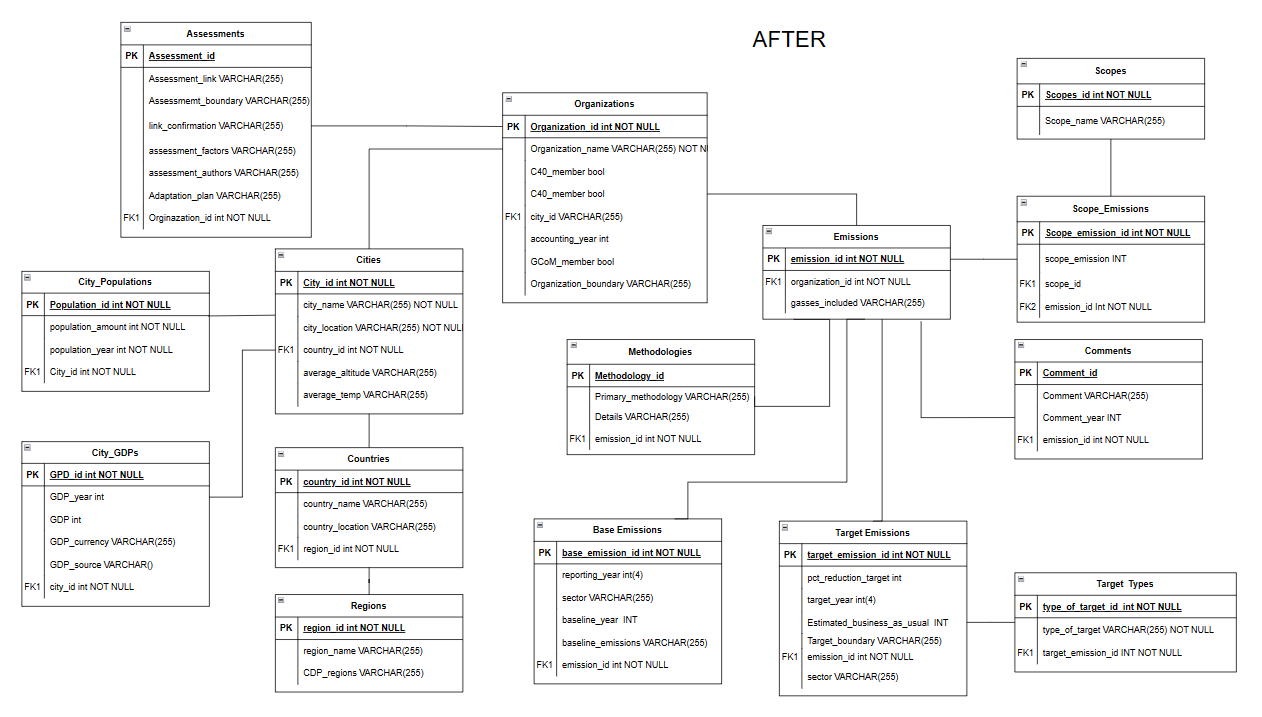 AFTER
Assessments
PK Assessment_id
Assessment_link VARCHAR(255)
Assessmemt_boundary VARCHAR(255)
link_confirmation VARCHAR(255)
assessment_factors VARCHAR(255)
assessment_authors VARCHAR(255)
Adaptation_plan VARCHAR(255)
FK1 Orginazation_id int NOT NULL
Organizations
PK Organization_id int NOT NULL
Organization_name VARCHAR(255) NOT N
C40_member bool
C40_member bool
FK1 city_id VARCHAR(255)
accounting_year int
GCoM_member bool
Organization_boundary VARCHAR(255)
Scopes
PK Scopes_id int NOT NULL
Scope_name VARCHAR(255)
Scope_Emissions
PK Scope_emission_id int NOT NULL
scope_emission INT
FK1 scope_id
FK2 emission_id Int NOT NULL
Emissions
PK emission_id int NOT NULL
FK1 organization_id int NOT NULL
gasses_included VARCHAR(255)
Cities
PK City_id int NOT NULL
city_name VARCHAR(255) NOT NULL
city_location VARCHAR(255) NOT NULL
FK1 country_id int NOT NULL
average_altitude VARCHAR(255)
average_temp VARCHAR(255)
City_Populations
PK Population_id int NOT NULL
population_amount int NOT NULL
population_year int NOT NULL
FK1 City_id int NOT NULL
Methodologies
PK Methodology_id
Primary_methodology VARCHAR(255)
Details VARCHAR(255)
FK1 emission_id int NOT NULL
Comments
PK Comment_id
Comment VARCHAR(255)
Comment_year INT
FK1 emission_id int NOT NULL
City_GDPs
PK GPD_id int NOT NULL
GDP_year int
GDP int
GDP_currency VARCHAR(255)
GDP_source VARCHAR()
FK1 city_id int NOT NULL
Countries
PK country_id int NOT NULL
country_name VARCHAR(255)
country_location VARCHAR(255)
FK1 region_id int NOT NULL
Regions
PK region_id int NOT NULL
region_name VARCHAR(255)
CDP_regions VARCHAR(255)
Base Emissions
PK base_emission_id int NOT NULL
reporting_year int(4)
sector VARCHAR(255)
baseline_year INT
baseline_emissions VARCHAR(255)
FK1 emission_id int NOT NULL
Target Emissions
PK target_emission_id int NOT NULL
pct_reduction_target int
target_year int(4)
Estimated_business_as_usual INT
Target_boundary VARCHAR(255)
FK1 emission_id int NOT NULL
sector VARCHAR(255)
Target Types
PK type_of_target_id int NOT NULL
type_of_target VARCHAR(255) NOT NULL
FK1 target_emission_id INT NOT NULL